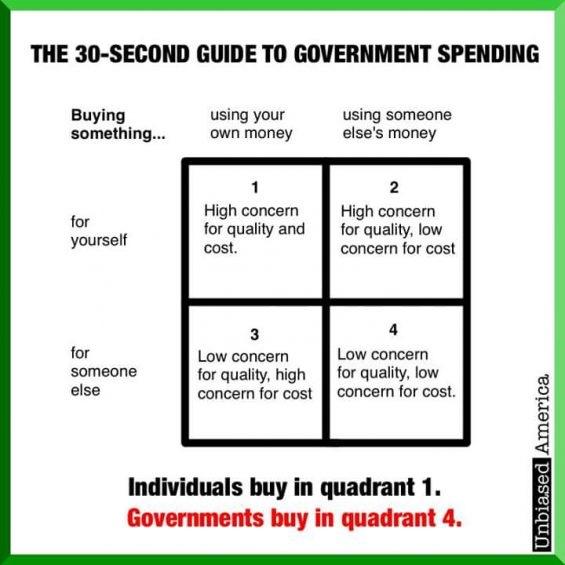 THE 30-SECOND GUIDE TO GOVERNMENT SPENDING
Buying
something...
using your
own money
using someone
else's money
for
yourself
1
High concern
for quality and
cost.
2
High concern
for quality, low
concern for cost
for
someone
else
3
Low concern
for quality, high
concern for cost
4
Low concern
for quality, low
concern for cost.
Individuals buy in quadrant 1.
Governments buy in quadrant 4.
Unbiased America